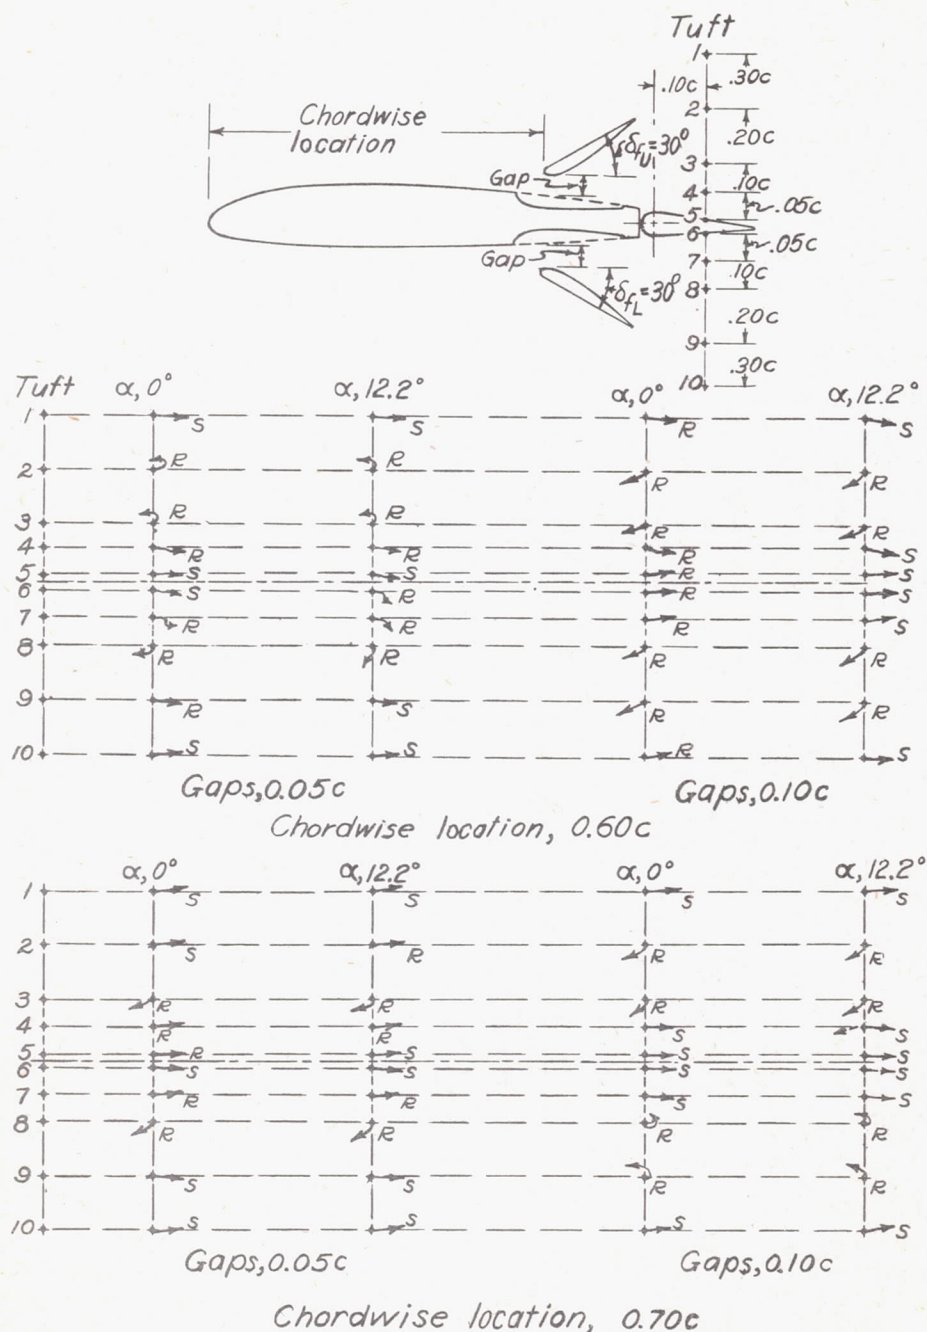 Tuft
1
.10c
.30c
2
Chordwise
location
.20c
δfU=30°
3
Gap
.10c
4
.05c
5
6
.05c
Gap
7
.10c
8
δfL=30°
.20c
9
.30c
10
Tuft α,0° α,12.2° α,0° α,12.2°
1 S S R S
2 R R R R
3 R R R R
4 R R R S
5 S S R S
6 S R R S
7 R R R S
8 R R R R
9 R S R R
10 S S R S
Gaps,0.05c Gaps,0.10c
Chordwise location, 0.60c
α,0° α,12.2° α,0° α,12.2°
1 S S S S
2 S R R R
3 R R R R
4 R R S S
5 R S S S
6 S S S S
7 R R S S
8 R R R R
9 S S R R
10 S S S S
Gaps,0.05c Gaps,0.10c
Chordwise location, 0.70c